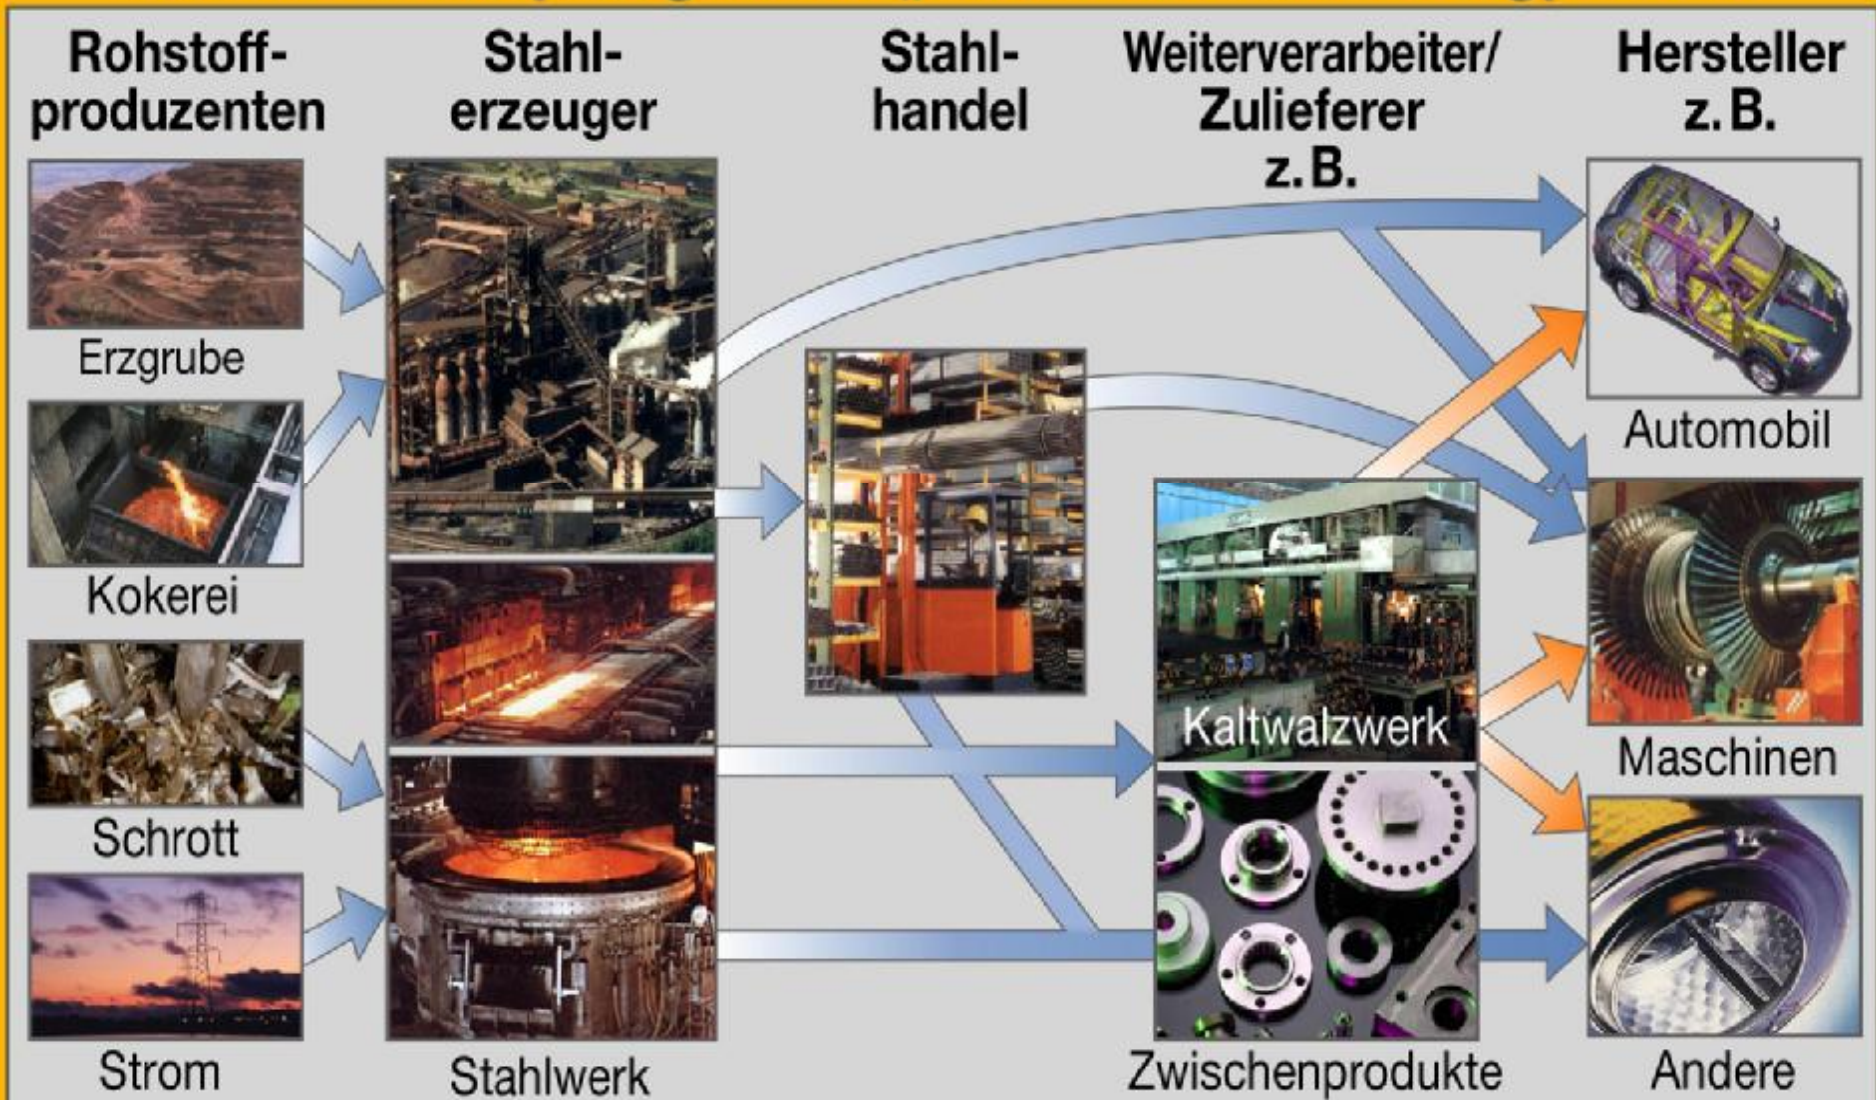 Rohstoff-
produzenten
Stahl-
erzeuger
Stahl-
handel
Weiterverarbeiter/
Zulieferer
z. B.
Hersteller
z. B.
Erzgrube
Kokerei
Schrott
Strom
Stahlwerk
Kaltwalzwerk
Zwischenprodukte
Automobil
Maschinen
Andere